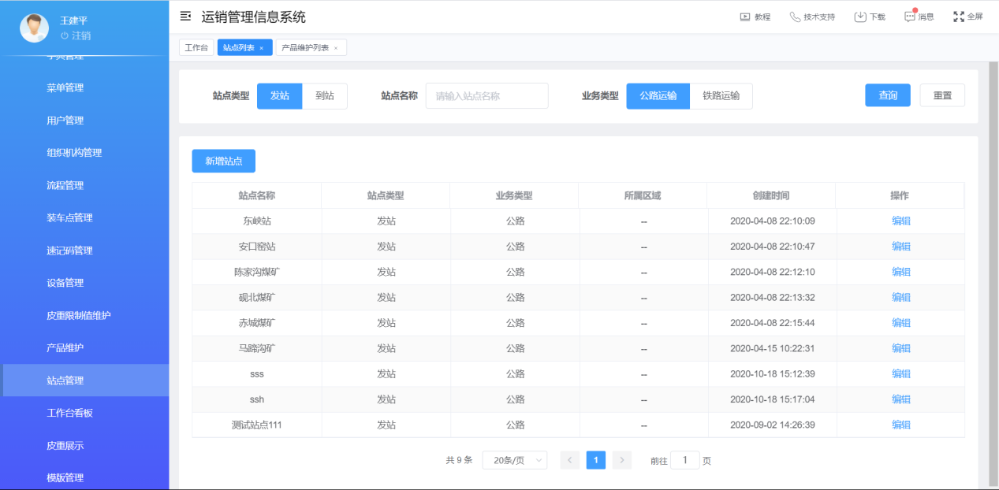 王建平
注销
字典管理
菜单管理
用户管理
组织机构管理
流程管理
装车点管理
速记码管理
设备管理
皮重限制值维护
产品维护
站点管理
工作台看板
皮重展示
模版管理
运销管理信息系统
教程 技术支持 下载 消息 全屏
工作台 站点列表 × 产品维护列表 ×
站点类型 发站 到站 站点名称 请输入站点名称 业务类型 公路运输 铁路运输 查询 重置
新增站点
站点名称 站点类型 业务类型 所属区域 创建时间 操作
东峡站 发站 公路 -- 2020-04-08 22:10:09 编辑
安口窑站 发站 公路 -- 2020-04-08 22:10:47 编辑
陈家沟煤矿 发站 公路 -- 2020-04-08 22:12:10 编辑
砚北煤矿 发站 公路 -- 2020-04-08 22:13:32 编辑
赤城煤矿 发站 公路 -- 2020-04-08 22:15:44 编辑
马蹄沟矿 发站 公路 -- 2020-04-15 10:22:31 编辑
sss 发站 公路 -- 2020-10-18 15:12:39 编辑
ssh 发站 公路 -- 2020-10-18 15:17:04 编辑
测试站点111 发站 公路 -- 2020-09-02 14:26:39 编辑
共 9 条 20条/页 < 1 > 前往 1 页